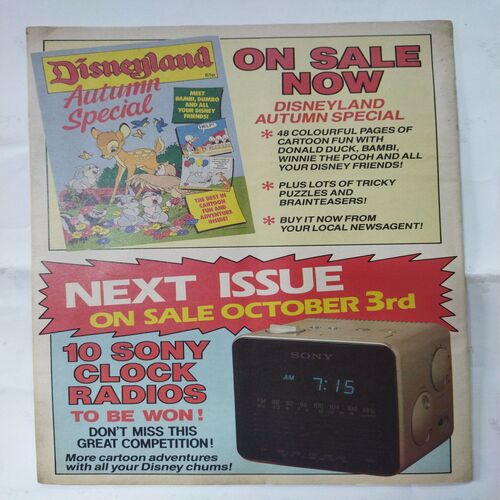 Disneyland
65p
Autumn
Special
MEET
BAMBI, DUMBO
AND ALL
YOUR DISNEY
FRIENDS!
THE BEST IN
CARTOON
FUN AND
ADVENTURE
INSIDE!
ON SALE
NOW
DISNEYLAND
AUTUMN SPECIAL
* 48 COLOURFUL PAGES OF
CARTOON FUN WITH
DONALD DUCK, BAMBI,
WINNIE THE POOH AND ALL
YOUR DISNEY FRIENDS!
* PLUS LOTS OF TRICKY
PUZZLES AND
BRAINTEASERS!
* BUY IT NOW FROM
YOUR LOCAL NEWSAGENT!
NEXT ISSUE
ON SALE OCTOBER 3rd
10 SONY
CLOCK
RADIOS
TO BE WON!
DON'T MISS THIS
GREAT COMPETITION!
More cartoon adventures
with all your Disney chums!
SONY
AM 7:15